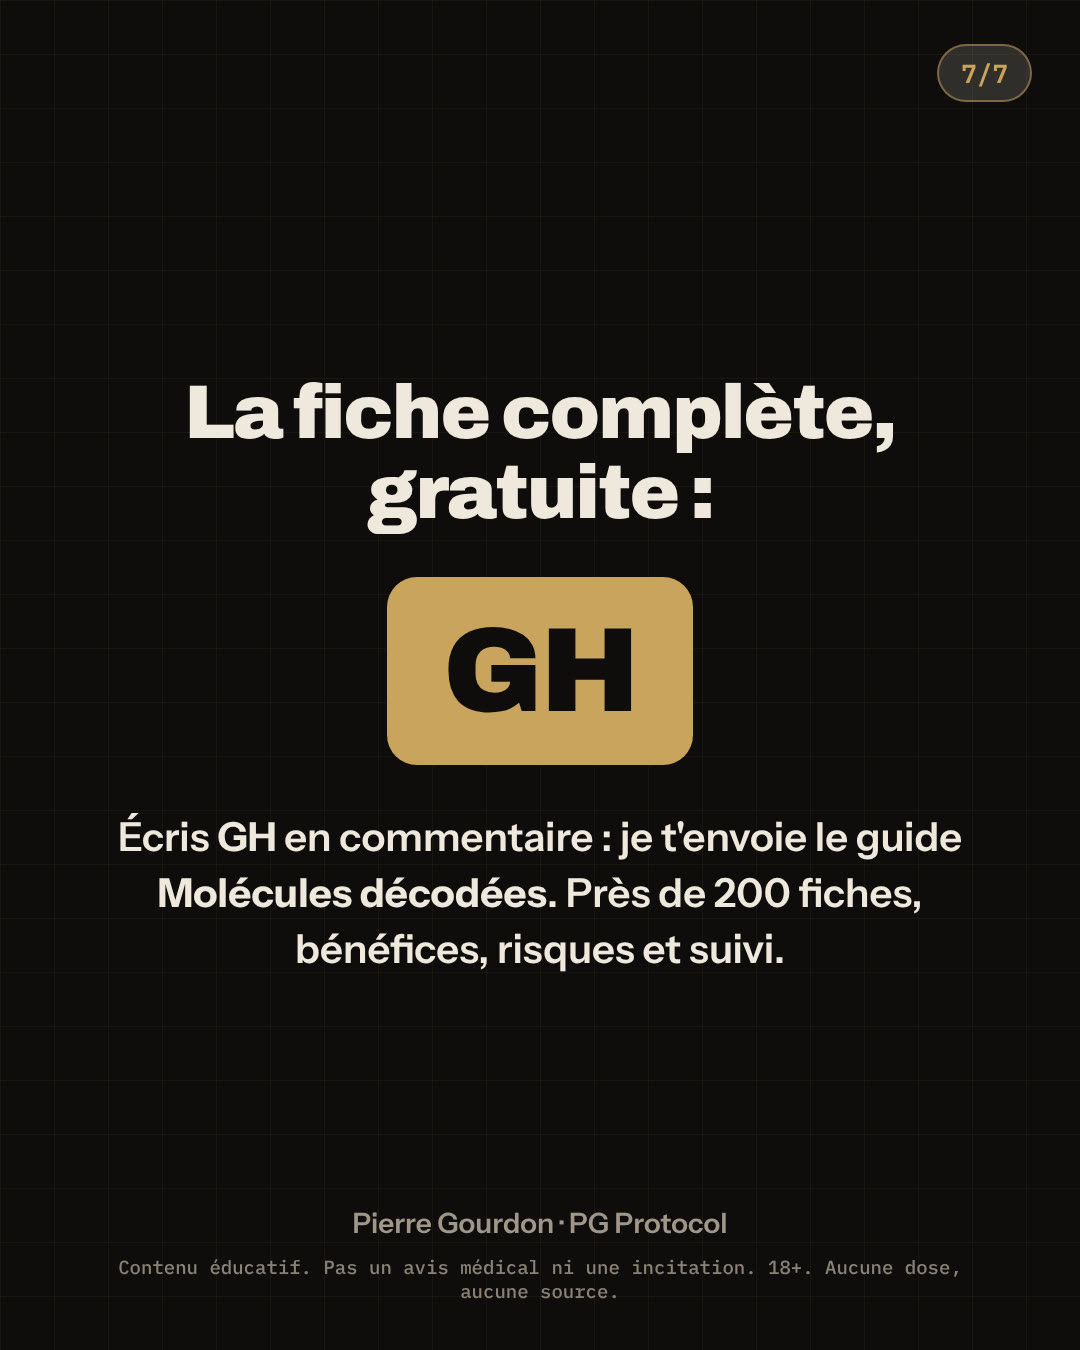 7/7
La fiche complète,
gratuite :
GH
Écris GH en commentaire : je t'envoie le guide
Molécules décodées. Près de 200 fiches,
bénéfices, risques et suivi.
Pierre Gourdon · PG Protocol
Contenu éducatif. Pas un avis médical ni une incitation. 18+. Aucune dose,
aucune source.